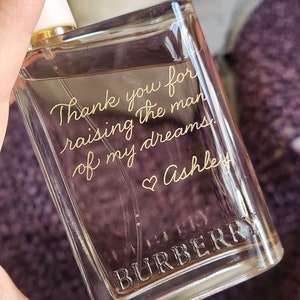 Thank you for
raising the man
of my dreams.
♡ Ashley
BURBERRY